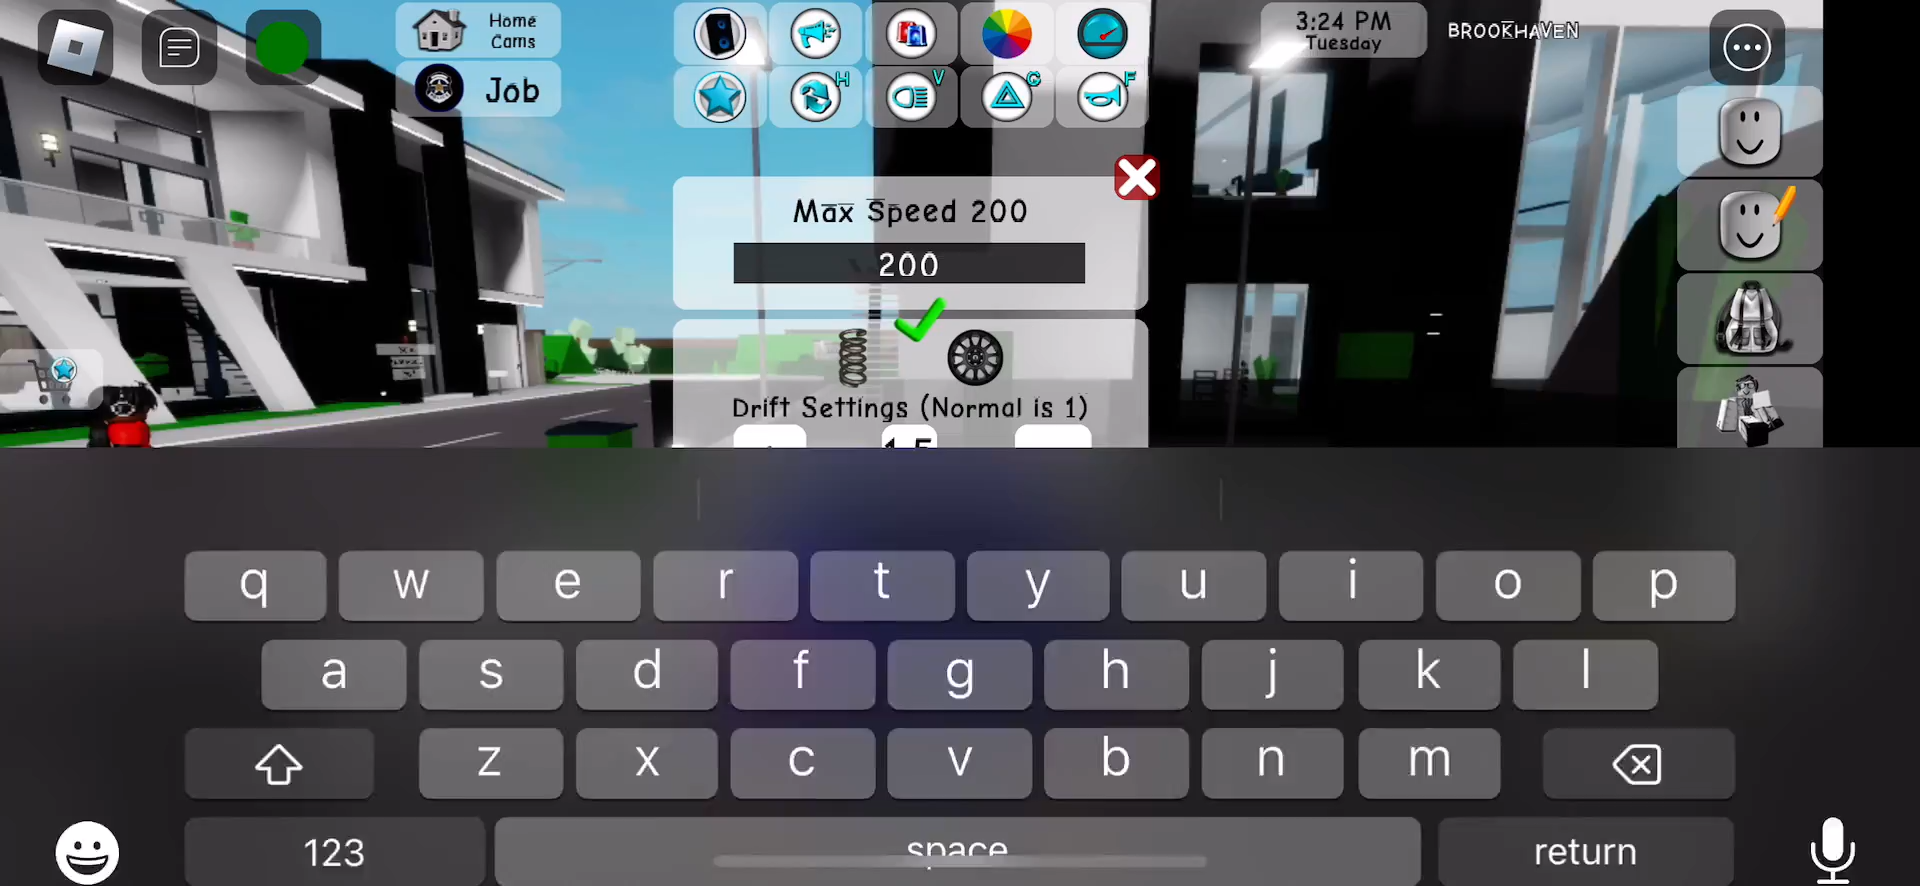 Home
Cams
Job
H
V
F
3:24 PM
Tuesday
BROOKHAVEN
Max Speed 200
200
Drift Settings (Normal is 1)
q w e r t y u i o p
a s d f g h j k l
z x c v b n m
123
space
return